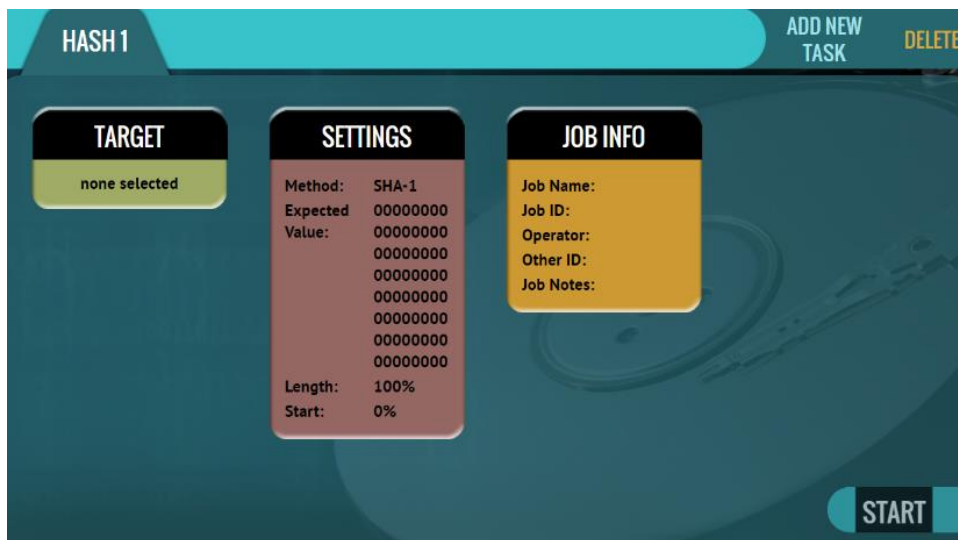 HASH 1
ADD NEW
TASK
DELETE
TARGET
none selected
SETTINGS
Method: SHA-1
Expected 00000000
Value: 00000000
00000000
00000000
00000000
00000000
00000000
00000000
Length: 100%
Start: 0%
JOB INFO
Job Name:
Job ID:
Operator:
Other ID:
Job Notes:
START